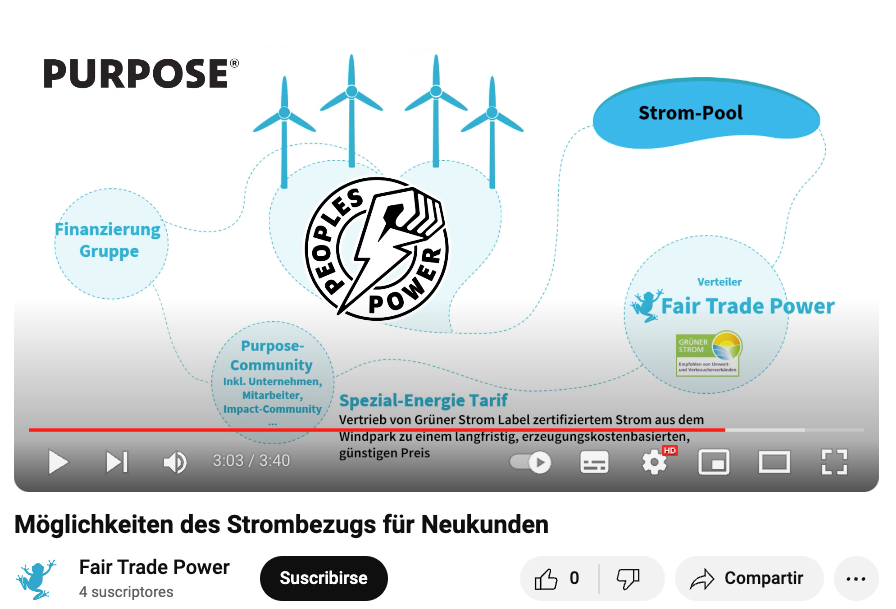 PURPOSE®
Strom-Pool
Finanzierung
Gruppe
PEOPLES
POWER
Verteiler
Fair Trade Power
GRÜNER
STROM
Empfohlen von Umwelt-
und Verbraucherverbänden
Purpose-
Community
Inkl. Unternehmen,
Mitarbeiter,
Impact-Community
...
Spezial-Energie Tarif
Vertrieb von Grüner Strom Label zertifiziertem Strom aus dem
Windpark zu einem langfristig, erzeugungskostenbasierten,
günstigen Preis
3:03 / 3:40
HD
Möglichkeiten des Strombezugs für Neukunden
Fair Trade Power
4 suscriptores
Suscribirse
0
Compartir